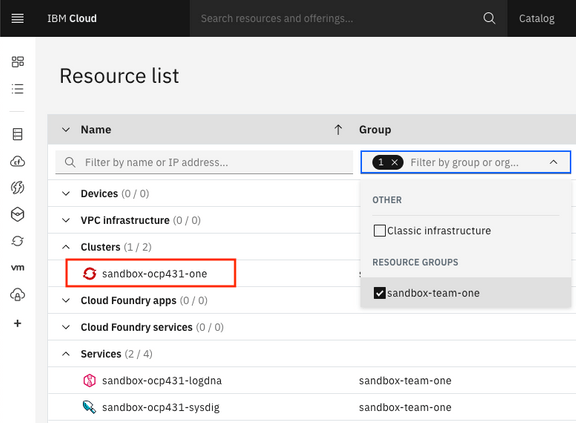 IBM Cloud
Search resources and offerings...
Catalog
Resource list
Name
Group
Filter by name or IP address...
1
Filter by group or org...
Devices (0 / 0)
OTHER
VPC infrastructure (0 / 0)
Classic infrastructure
Clusters (1 / 2)
RESOURCE GROUPS
sandbox-ocp431-one
sandbox-team-one
Cloud Foundry apps (0 / 0)
Cloud Foundry services (0 / 0)
Services (2 / 4)
sandbox-ocp431-logdna sandbox-team-one
sandbox-ocp431-sysdig sandbox-team-one
vm